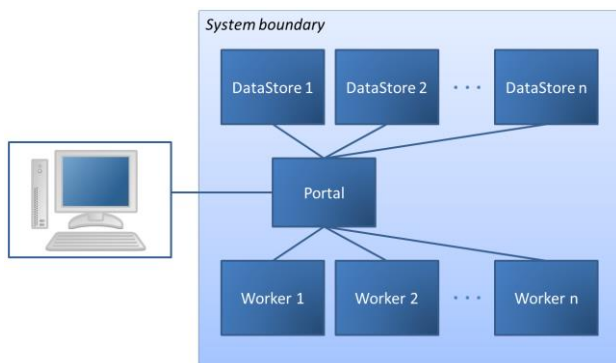 System boundary
DataStore 1
DataStore 2
. . .
DataStore n
Portal
Worker 1
Worker 2
. . .
Worker n